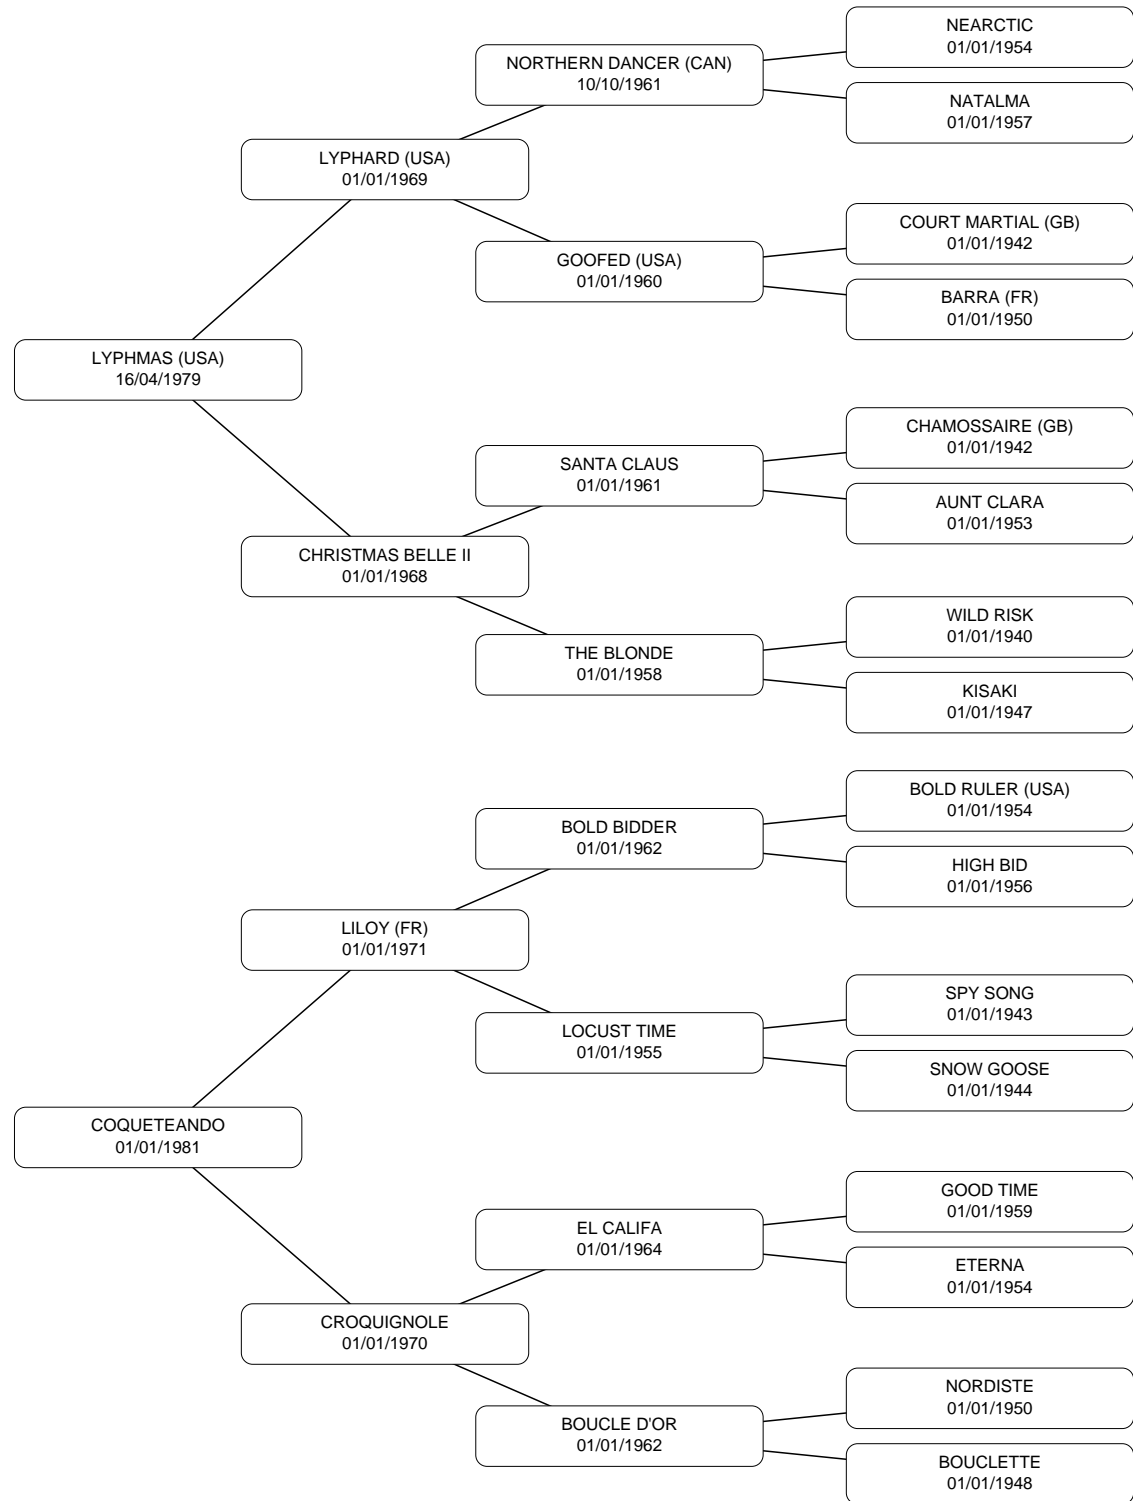 NEARCTIC
01/01/1954
NORTHERN DANCER (CAN)
10/10/1961
NATALMA
01/01/1957
LYPHARD (USA)
01/01/1969
COURT MARTIAL (GB)
01/01/1942
GOOFED (USA)
01/01/1960
BARRA (FR)
01/01/1950
LYPHMAS (USA)
16/04/1979
CHAMOSSAIRE (GB)
01/01/1942
SANTA CLAUS
01/01/1961
AUNT CLARA
01/01/1953
CHRISTMAS BELLE II
01/01/1968
WILD RISK
01/01/1940
THE BLONDE
01/01/1958
KISAKI
01/01/1947
BOLD RULER (USA)
01/01/1954
BOLD BIDDER
01/01/1962
HIGH BID
01/01/1956
LILOY (FR)
01/01/1971
SPY SONG
01/01/1943
LOCUST TIME
01/01/1955
SNOW GOOSE
01/01/1944
COQUETEANDO
01/01/1981
GOOD TIME
01/01/1959
EL CALIFA
01/01/1964
ETERNA
01/01/1954
CROQUIGNOLE
01/01/1970
NORDISTE
01/01/1950
BOUCLE D'OR
01/01/1962
BOUCLETTE
01/01/1948